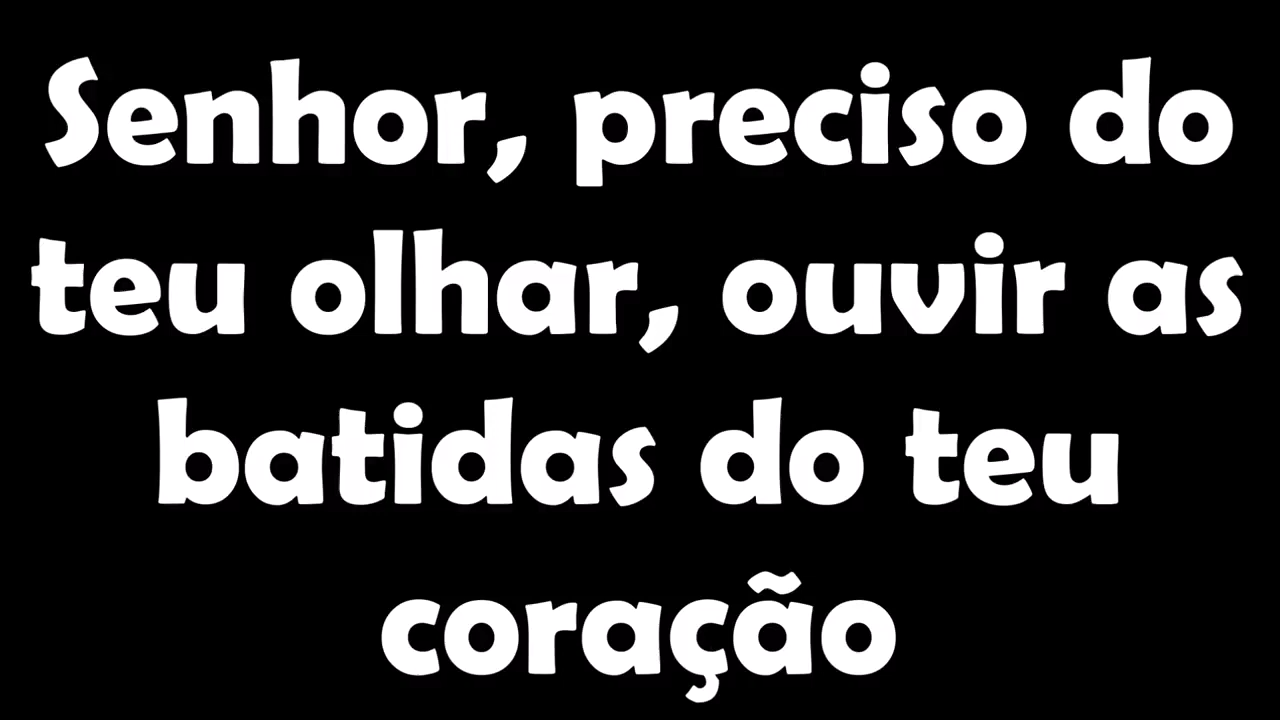 Senhor, preciso do
teu olhar, ouvir as
batidas do teu
coração